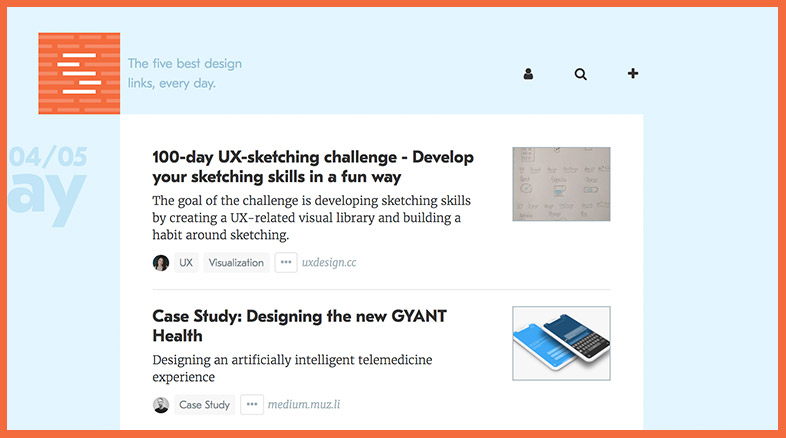 The five best design
links, every day.
04/05
ay
100-day UX-sketching challenge - Develop
your sketching skills in a fun way
The goal of the challenge is developing sketching skills
by creating a UX-related visual library and building a
habit around sketching.
UX Visualization ••• uxdesign.cc
Case Study: Designing the new GYANT
Health
Designing an artificially intelligent telemedicine
experience
Case Study ••• medium.muz.li